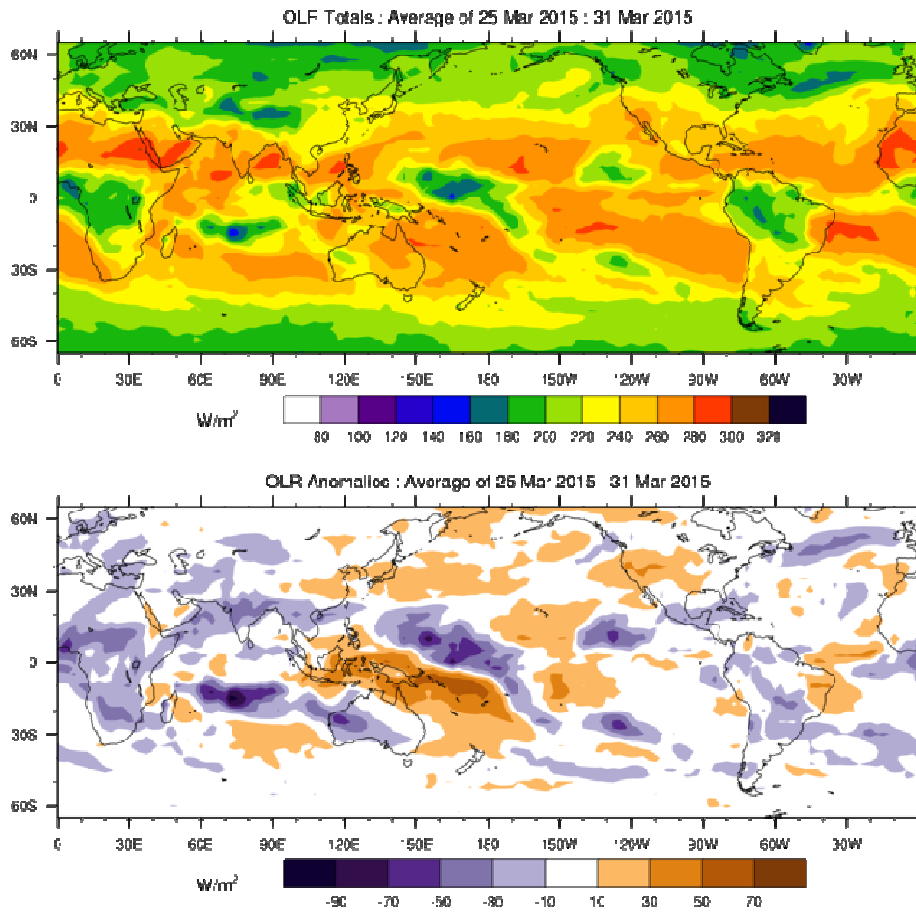 OLR Totals : Average of 25 Mar 2015 : 31 Mar 2015
60N
30N
0
30S
60S
0 30E 60E 90E 120E 150E 180 150W 120W 90W 60W 30W
W/m²
80 100 120 140 160 180 200 220 240 260 280 300 320
OLR Anomalies : Average of 25 Mar 2015 31 Mar 2015
60N
30N
0
30S
60S
0 30E 60E 90E 120E 150E 180 150W 120W 90W 60W 30W
W/m²
-90 -70 -50 -30 -10 10 30 50 70